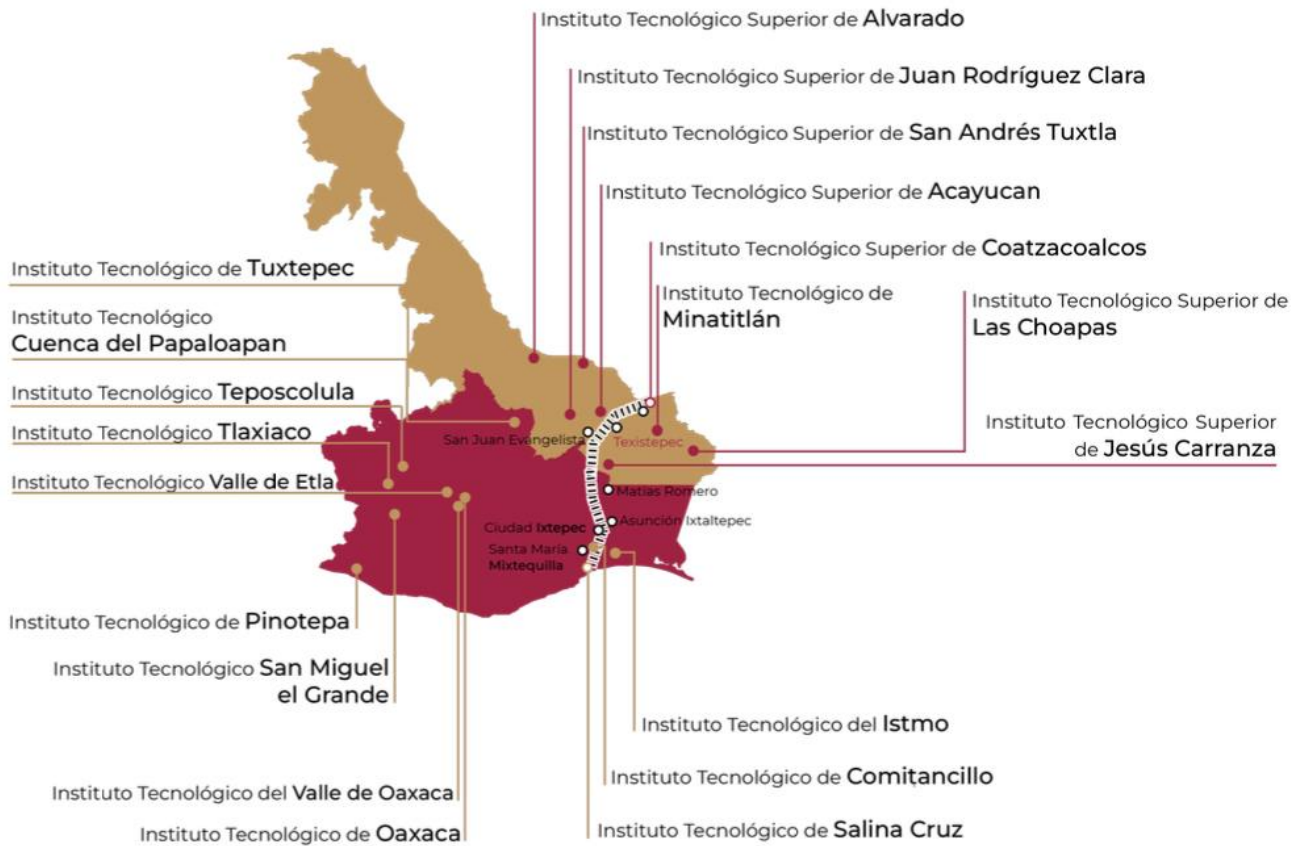 Instituto Tecnológico Superior de Alvarado
Instituto Tecnológico Superior de Juan Rodríguez Clara
Instituto Tecnológico Superior de San Andrés Tuxtla
Instituto Tecnológico Superior de Acayucan
Instituto Tecnológico Superior de Coatzacoalcos
Instituto Tecnológico de
Minatitlán
Instituto Tecnológico Superior de
Las Choapas
Instituto Tecnológico Superior
de Jesús Carranza
Instituto Tecnológico de Tuxtepec
Instituto Tecnológico
Cuenca del Papaloapan
Instituto Tecnológico Teposcolula
Instituto Tecnológico Tlaxiaco
Instituto Tecnológico Valle de Etla
San Juan Evangelista
Texistepec
Matías Romero
Ciudad Ixtepec
Asunción Ixtaltepec
Santa María
Mixtequilla
Instituto Tecnológico de Pinotepa
Instituto Tecnológico San Miguel
el Grande
Instituto Tecnológico del Valle de Oaxaca
Instituto Tecnológico de Oaxaca
Instituto Tecnológico del Istmo
Instituto Tecnológico de Comitancillo
Instituto Tecnológico de Salina Cruz